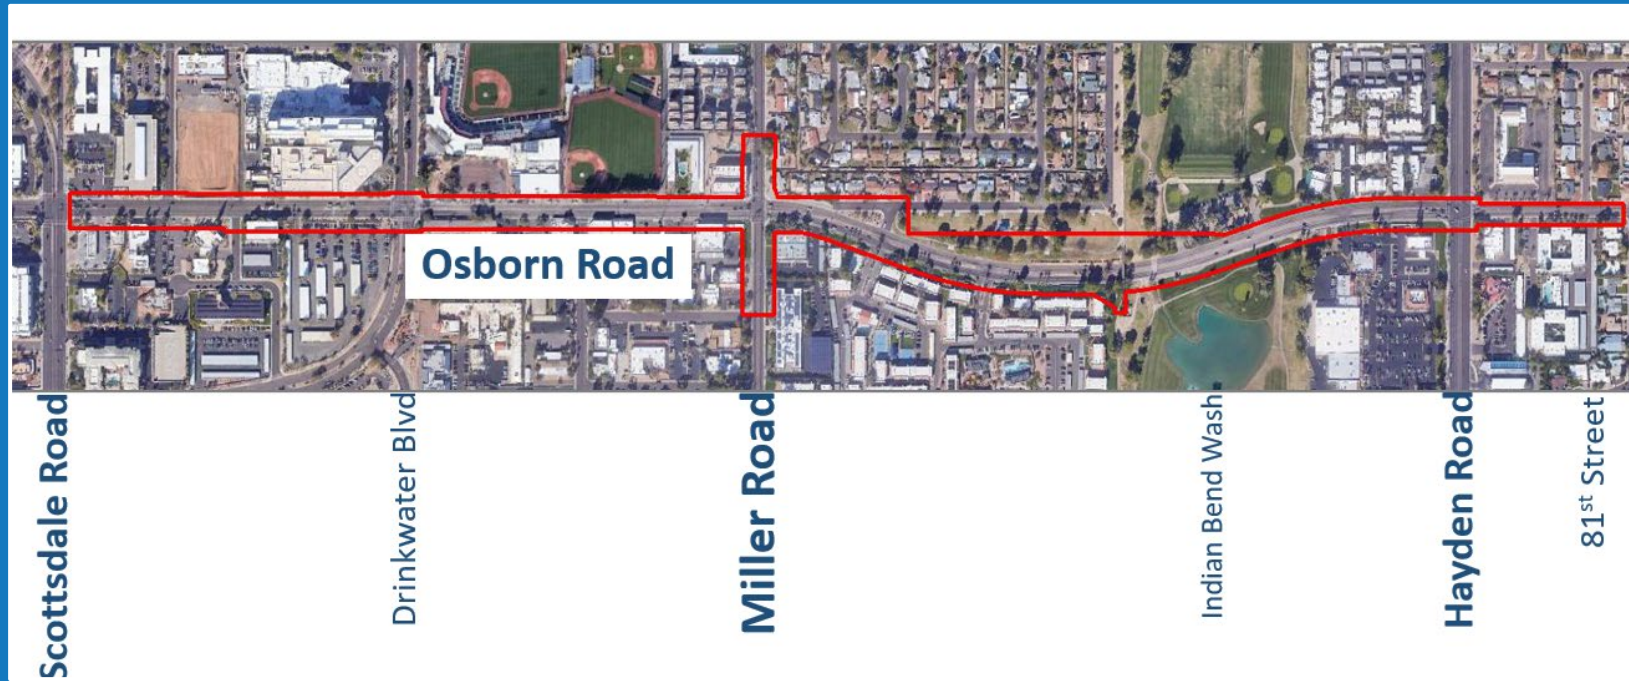 Osborn Road
Scottsdale Road
Drinkwater Blvd
Miller Road
Indian Bend Wash
Hayden Road
81st Street